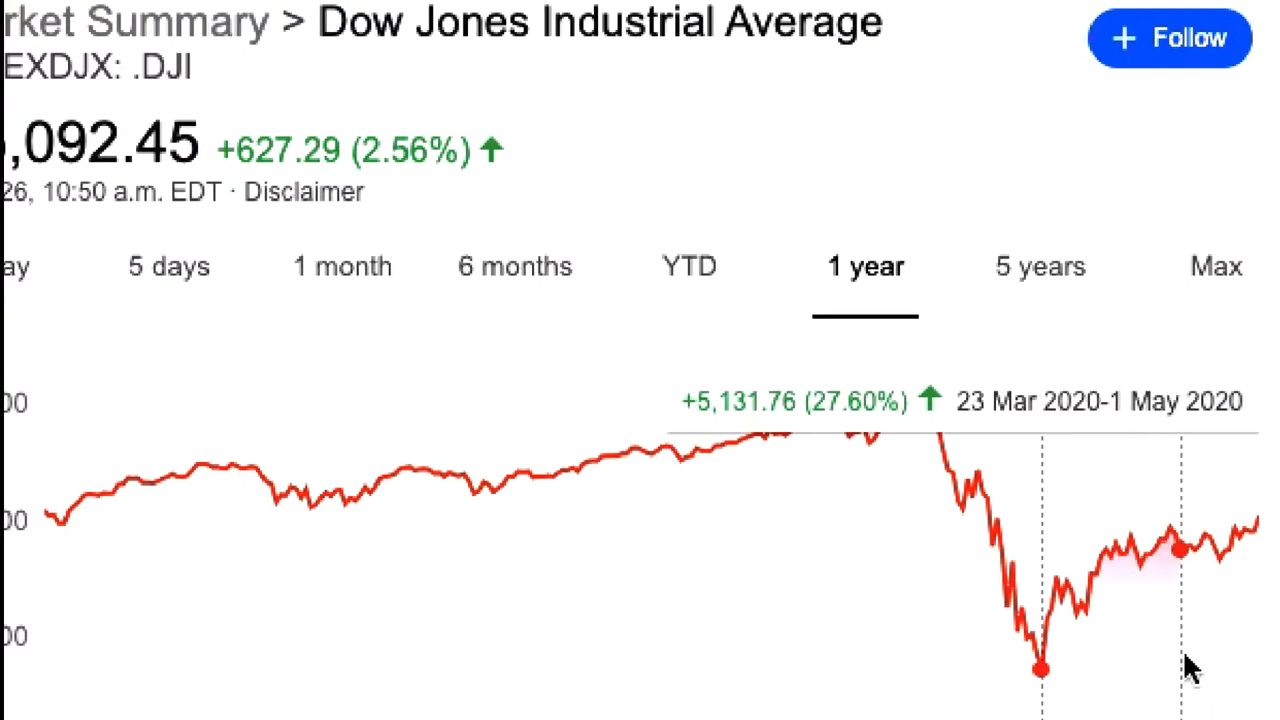 rket Summary > Dow Jones Industrial Average
+ Follow
EXDJX: .DJI
,092.45 +627.29 (2.56%) ↑
26, 10:50 a.m. EDT · Disclaimer
ay 5 days 1 month 6 months YTD 1 year 5 years Max
+5,131.76 (27.60%) ↑ 23 Mar 2020-1 May 2020
00
00
00